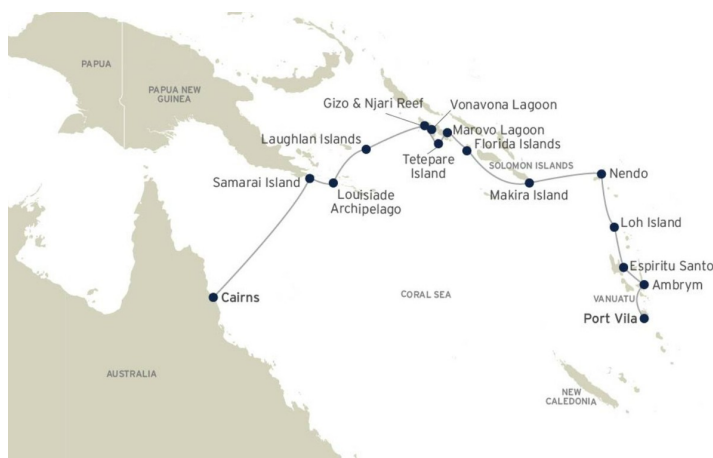 PAPUA
PAPUA NEW
GUINEA
Gizo & Njari Reef
Vonavona Lagoon
Marovo Lagoon
Florida Islands
Laughlan Islands
Tetepare
Island
SOLOMON ISLANDS
Samarai Island
Louisiade
Archipelago
Makira Island
Nendo
Loh Island
Espiritu Santo
Ambrym
VANUATU
Port Vila
Cairns
CORAL SEA
AUSTRALIA
NEW
CALEDONIA